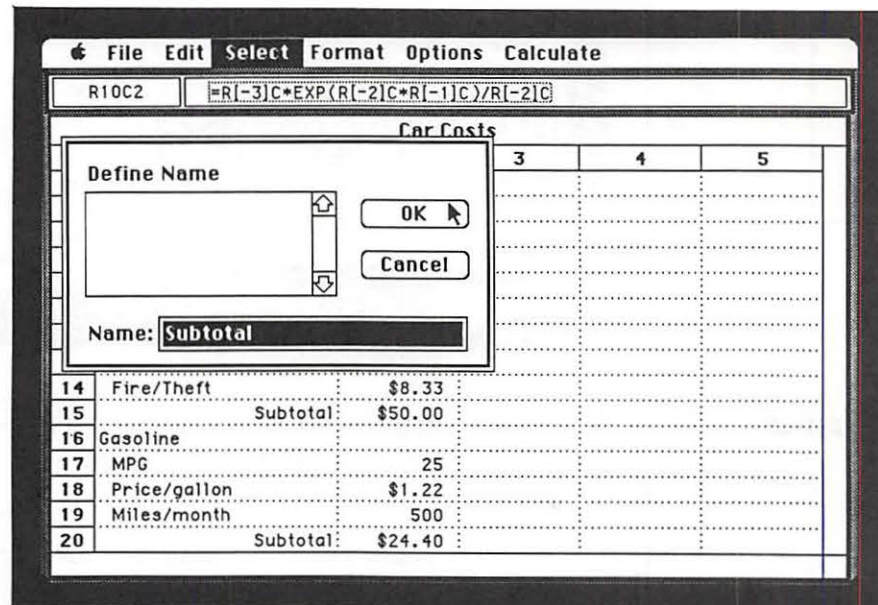 File Edit Select Format Options Calculate
R10C2 =R[-3]C*EXP(R[-2]C*R[-1]C)/R[-2]C
Car Costs
3 4 5
Define Name
OK
Cancel
Name: Subtotal
14 Fire/Theft $8.33
15 Subtotal: $50.00
16 Gasoline
17 MPG 25
18 Price/gallon $1.22
19 Miles/month 500
20 Subtotal: $24.40